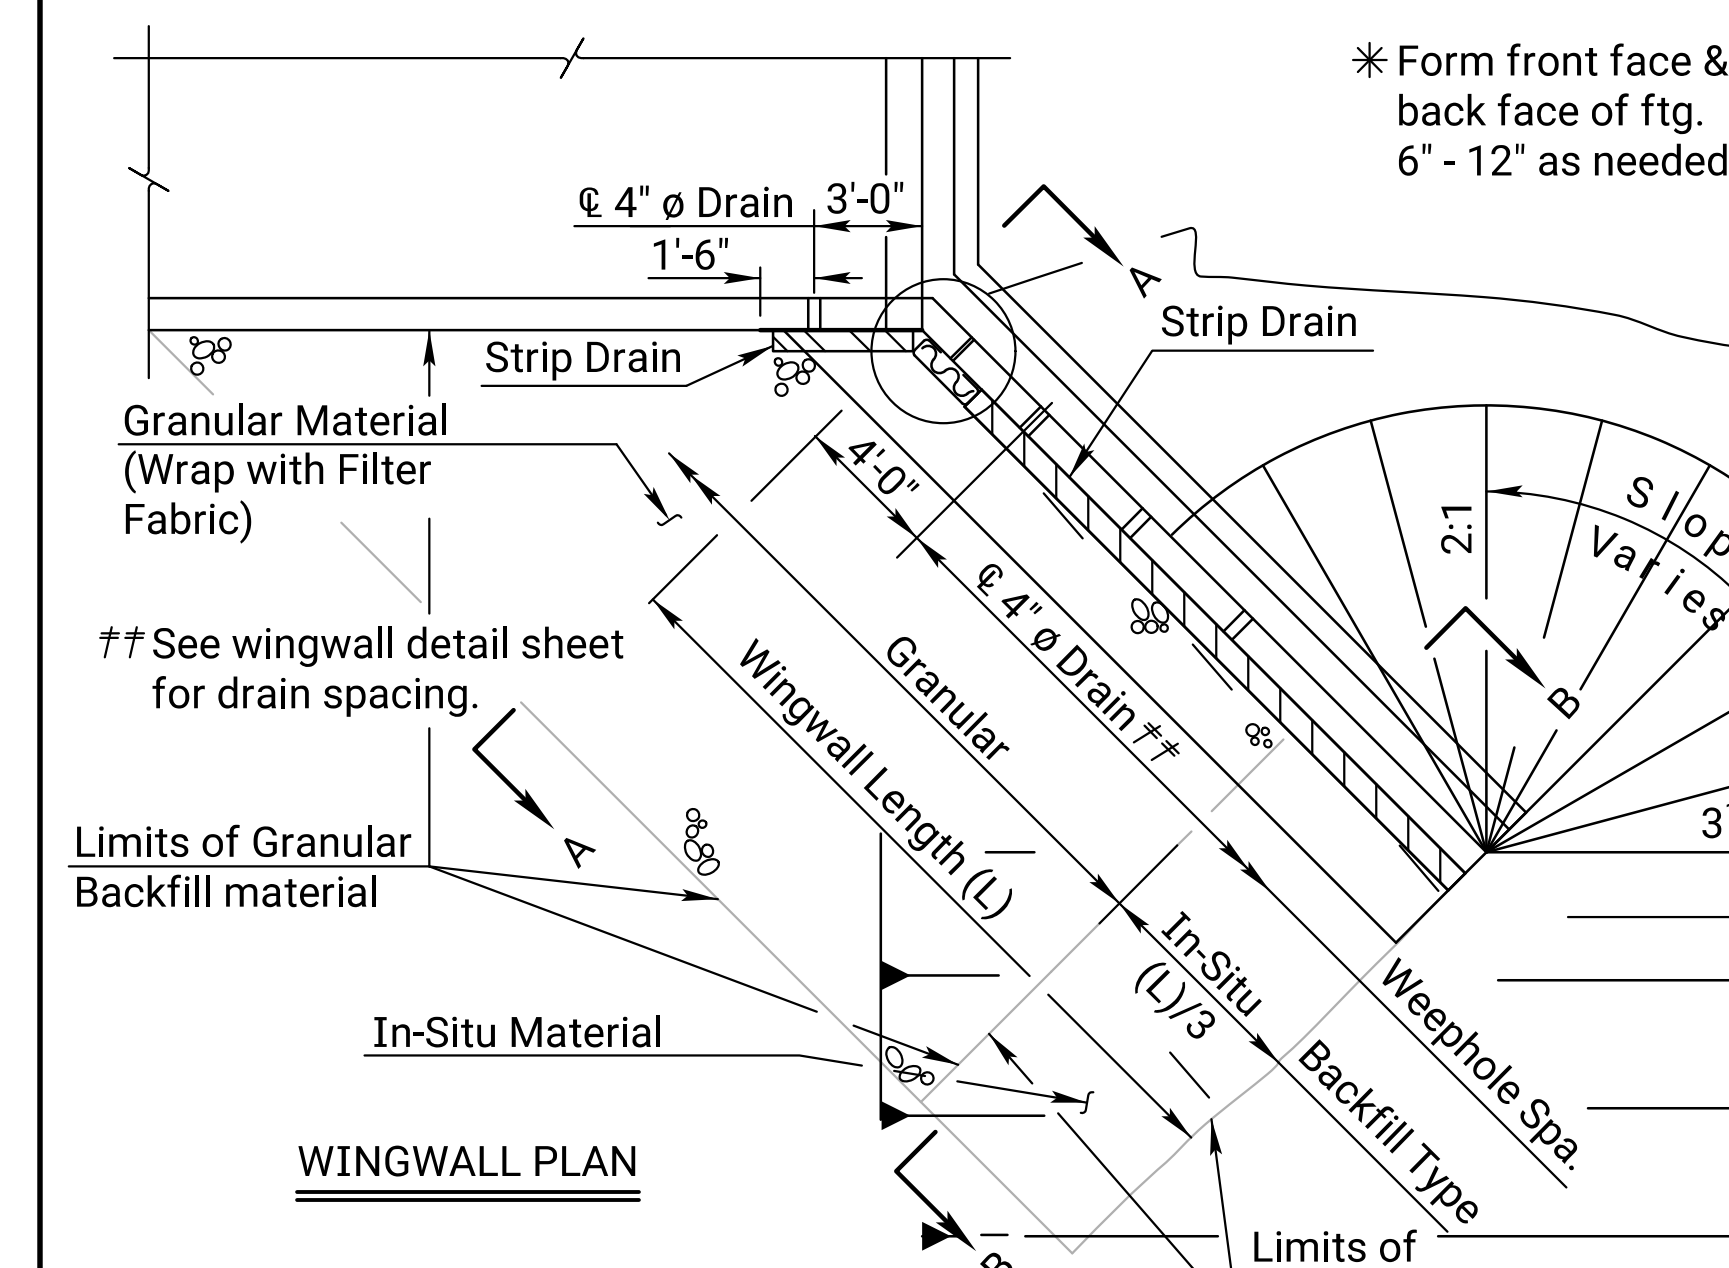 ✳ Form front face &
back face of ftg.
6" - 12" as needed
℄ 4" ø Drain
3'-0"
1'-6"
A
Strip Drain
Strip Drain
Granular Material
(Wrap with Filter
Fabric)
4'-0"
2:1
Slop
Varies
℄ 4" ø Drain ‡‡
‡‡ See wingwall detail sheet
for drain spacing.
Granular
Wingwall Length (L)
B
3'
A
Limits of Granular
Backfill material
In-Situ
(L)/3
Weephole Spa.
In-Situ Material
Backfill Type
WINGWALL PLAN
Limits of
B